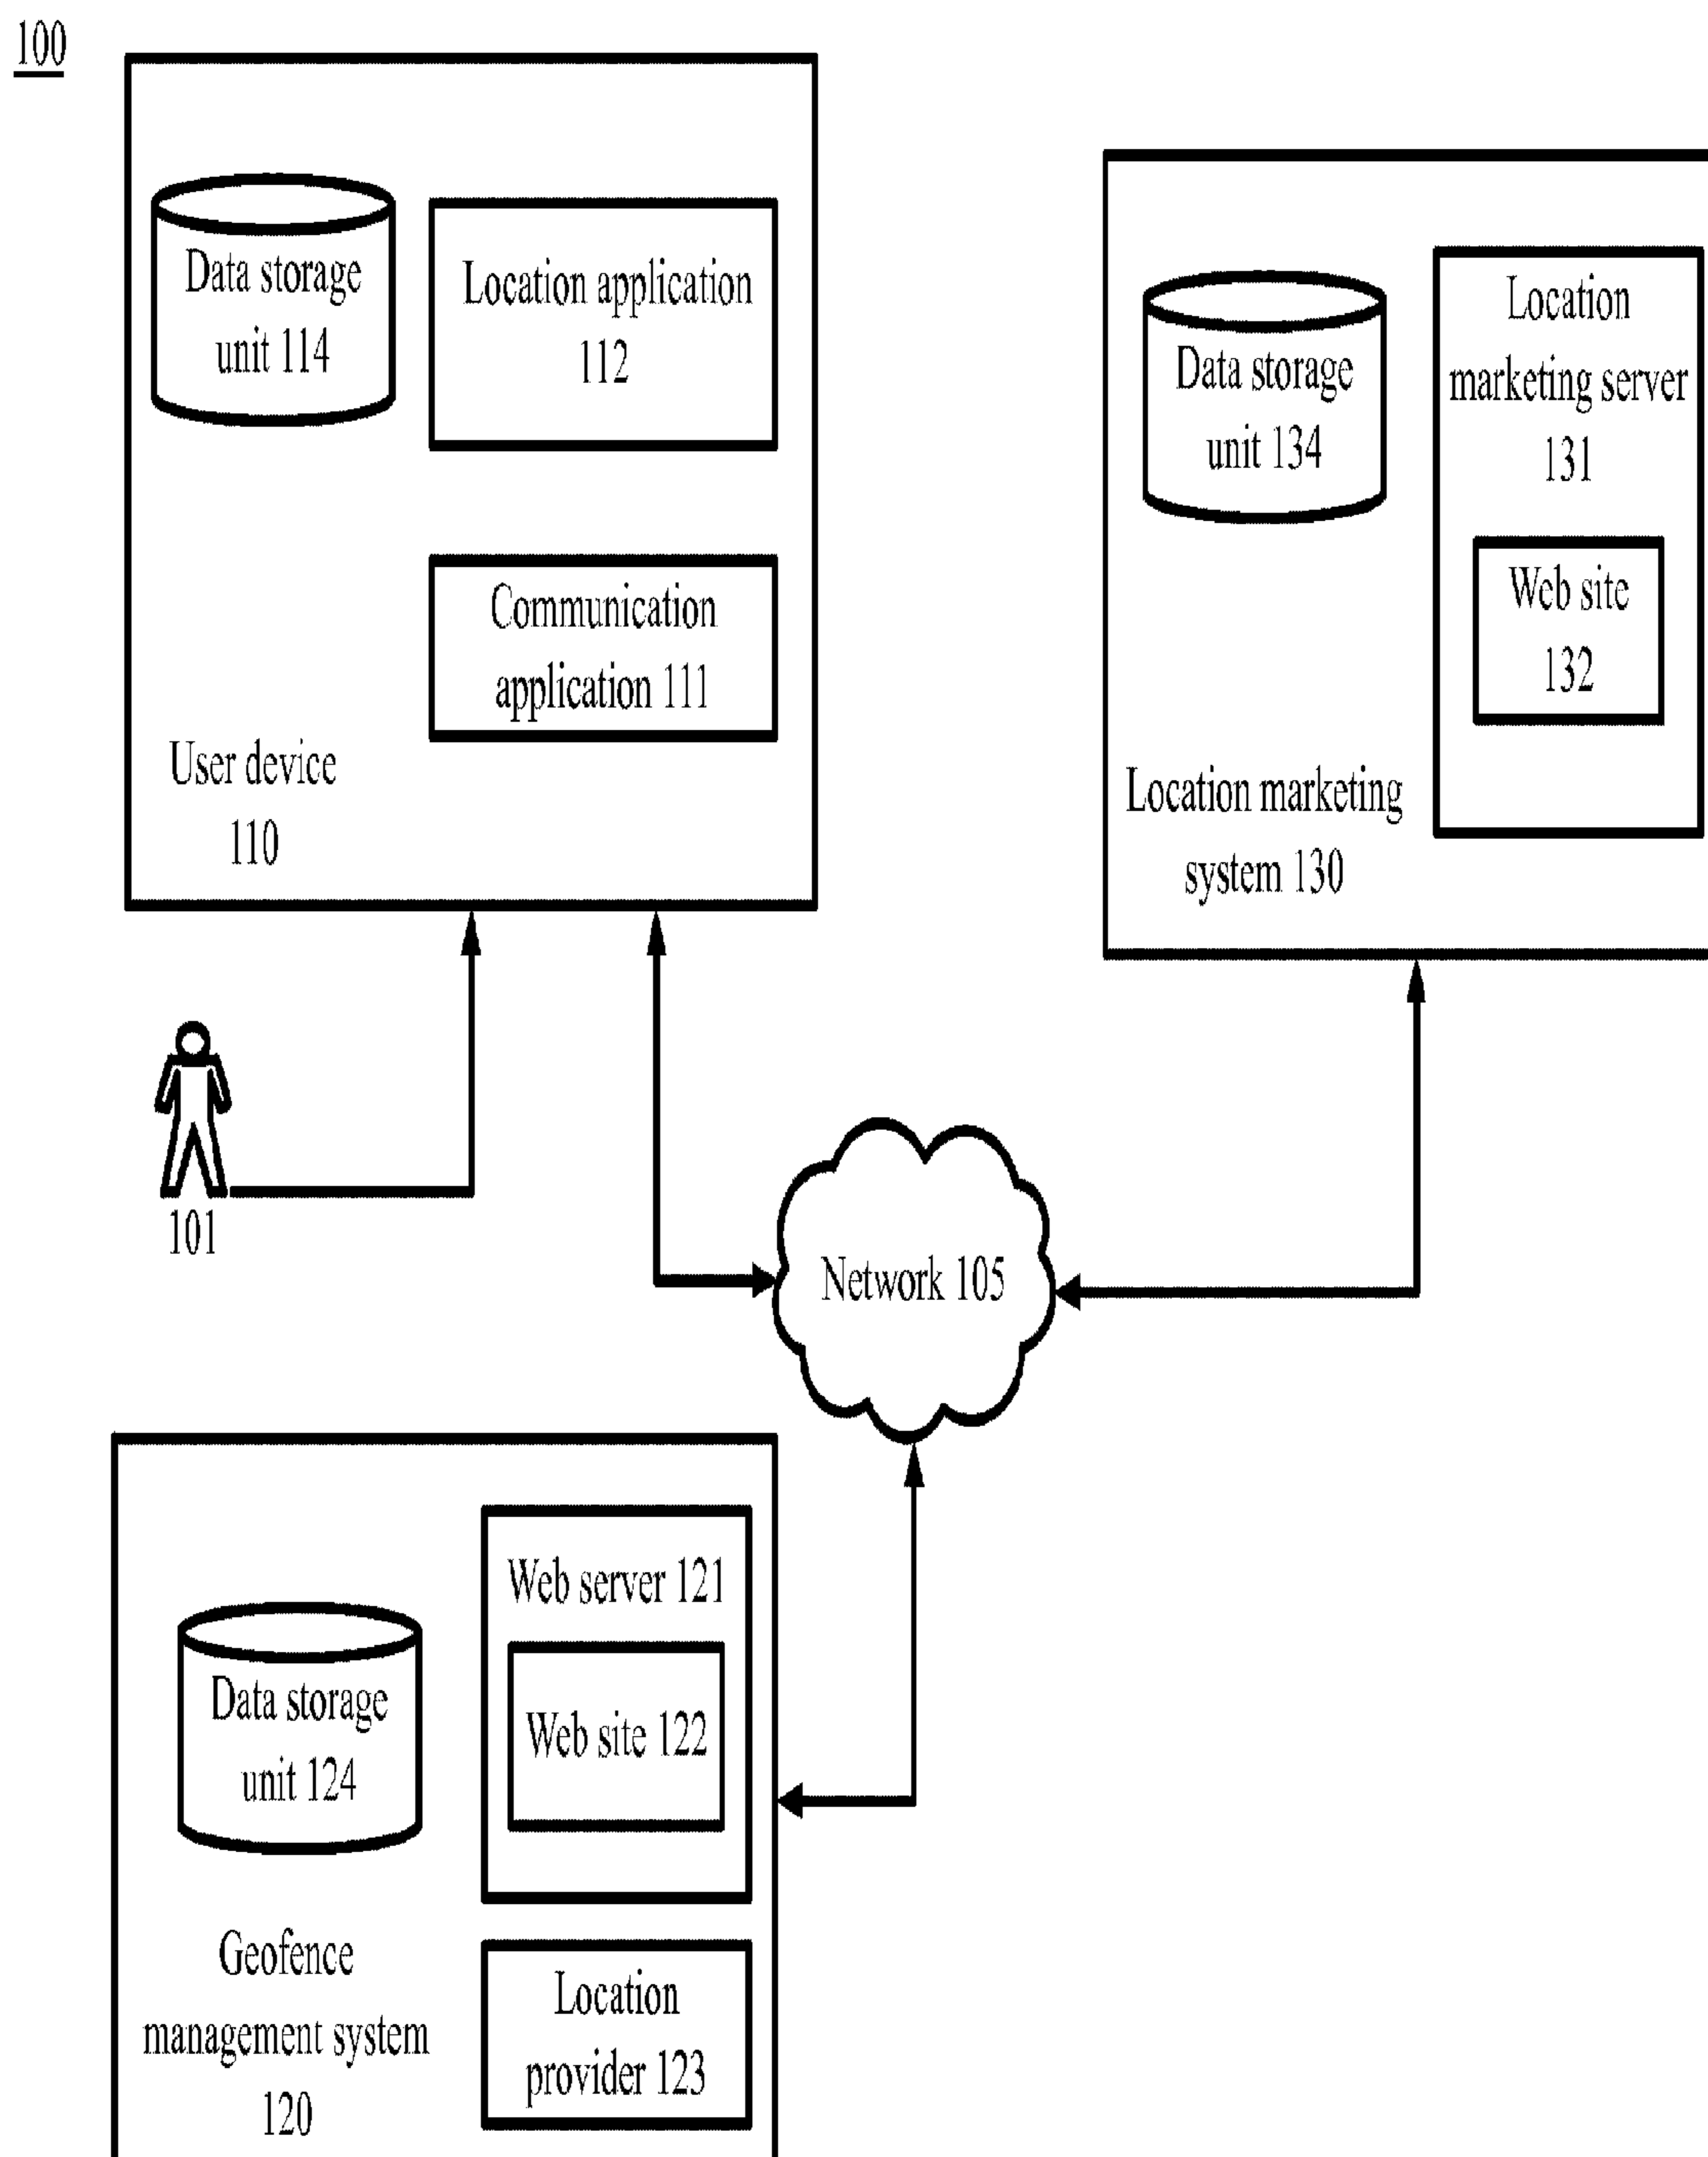 100
Data storage
unit 114
Location application
112
Communication
application 111
User device
110
Data storage
unit 134
Location
marketing server
131
Web site
132
Location marketing
system 130
101
Network 105
Web server 121
Web site 122
Data storage
unit 124
Geofence
management system
120
Location
provider 123